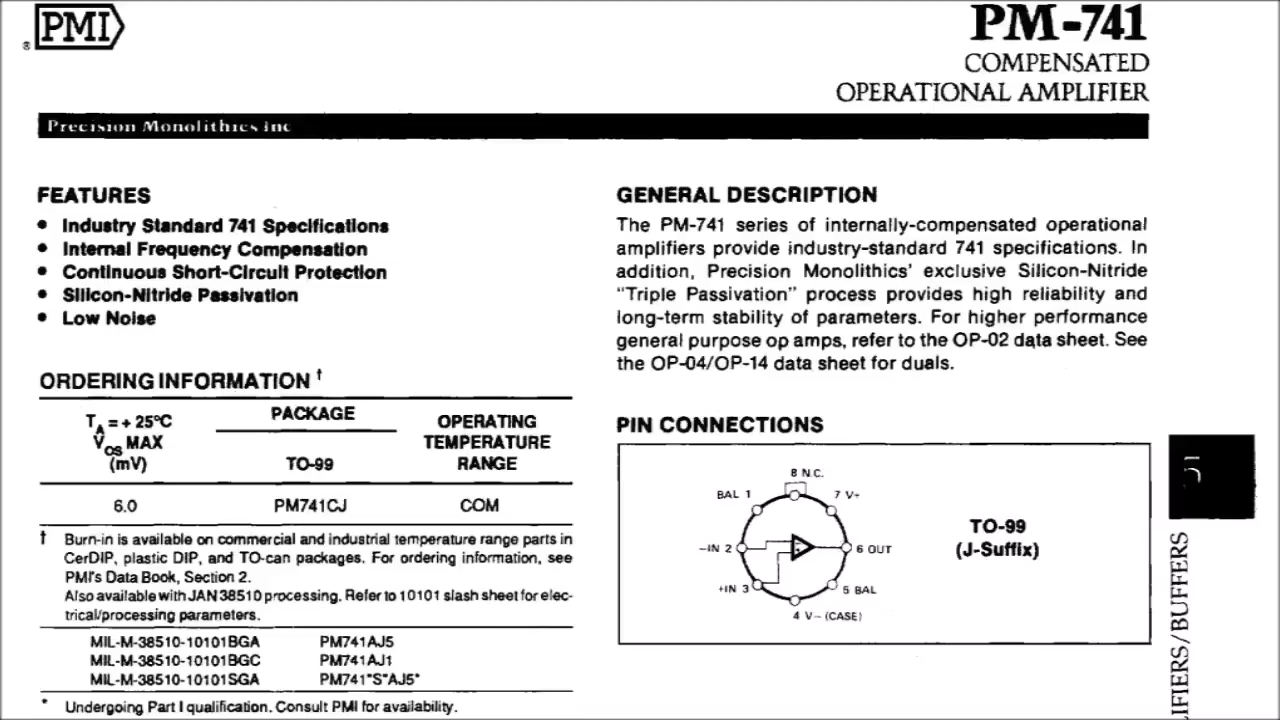 PMI
®
PM-741
COMPENSATED
OPERATIONAL AMPLIFIER
Precision Monolithics Inc
FEATURES
• Industry Standard 741 Specifications
• Internal Frequency Compensation
• Continuous Short-Circuit Protection
• Silicon-Nitride Passivation
• Low Noise
ORDERING INFORMATION †
TA = + 25°C
VOS MAX
(mV)
PACKAGE
TO-99
OPERATING
TEMPERATURE
RANGE
6.0 PM741CJ COM
† Burn-in is available on commercial and industrial temperature range parts in
CerDIP, plastic DIP, and TO-can packages. For ordering information, see
PMI's Data Book, Section 2.
Also available with JAN38510 processing. Refer to 10101 slash sheet for elec-
trical/processing parameters.
MIL-M-38510-10101BGA PM741AJ5
MIL-M-38510-10101BGC PM741AJ1
MIL-M-38510-10101SGA PM741"S"AJ5*
* Undergoing Part I qualification. Consult PMI for availability.
GENERAL DESCRIPTION
The PM-741 series of internally-compensated operational
amplifiers provide industry-standard 741 specifications. In
addition, Precision Monolithics' exclusive Silicon-Nitride
"Triple Passivation" process provides high reliability and
long-term stability of parameters. For higher performance
general purpose op amps, refer to the OP-02 data sheet. See
the OP-04/OP-14 data sheet for duals.
PIN CONNECTIONS
8 N.C.
BAL 1
7 V+
-IN 2
6 OUT
+IN 3
5 BAL
4 V- (CASE)
TO-99
(J-Suffix)
5
IFIERS/BUFFERS